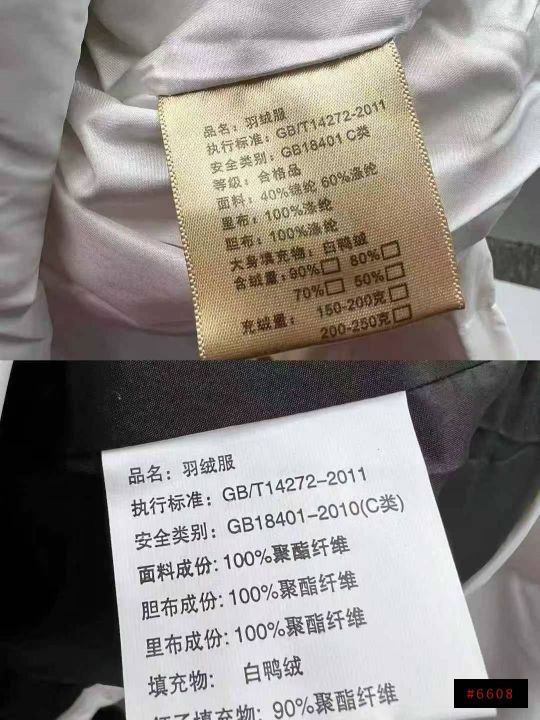 品名：羽绒服
执行标准：GB/T14272-2011
安全类别：GB18401 C类
等级：合格品
面料：40%锦纶 60%涤纶
里布：100%涤纶
胆布：100%涤纶
大身填充物：白鸭绒
含绒量：90%□ 80%□
70%□ 50%□
充绒量：150-200克□
200-250克□
品名：羽绒服
执行标准：GB/T14272-2011
安全类别：GB18401-2010(C类)
面料成份:100%聚酯纤维
胆布成份:100%聚酯纤维
里布成份:100%聚酯纤维
填充物： 白鸭绒
填充物: 90%聚酯纤维
#6608